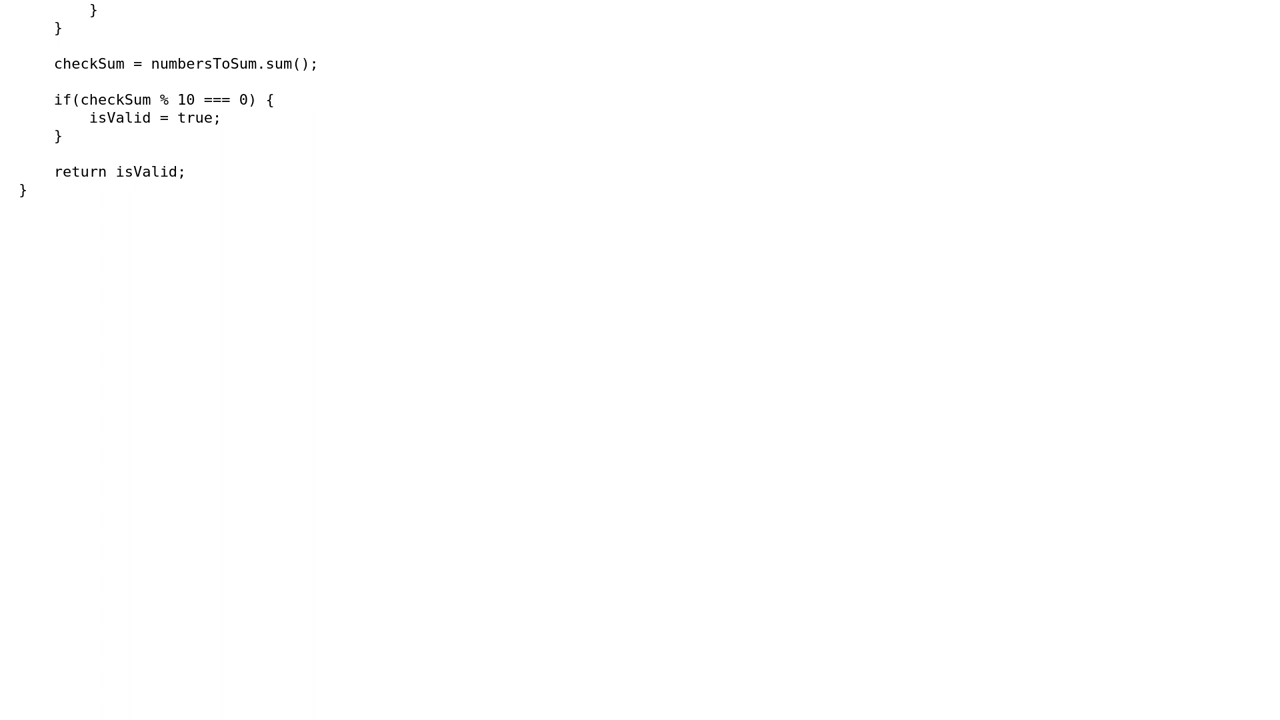 }
    }

    checkSum = numbersToSum.sum();

    if(checkSum % 10 === 0) {
        isValid = true;
    }

    return isValid;
}